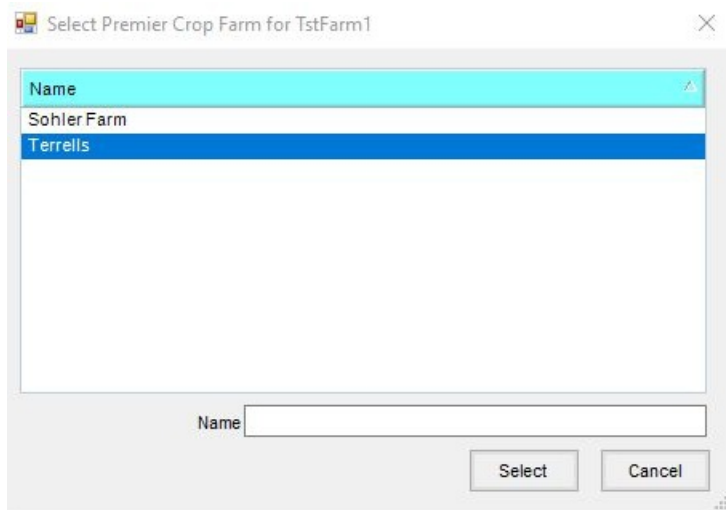 Select Premier Crop Farm for TstFarm1
Name
Sohler Farm
Terrells
Name
Select Cancel